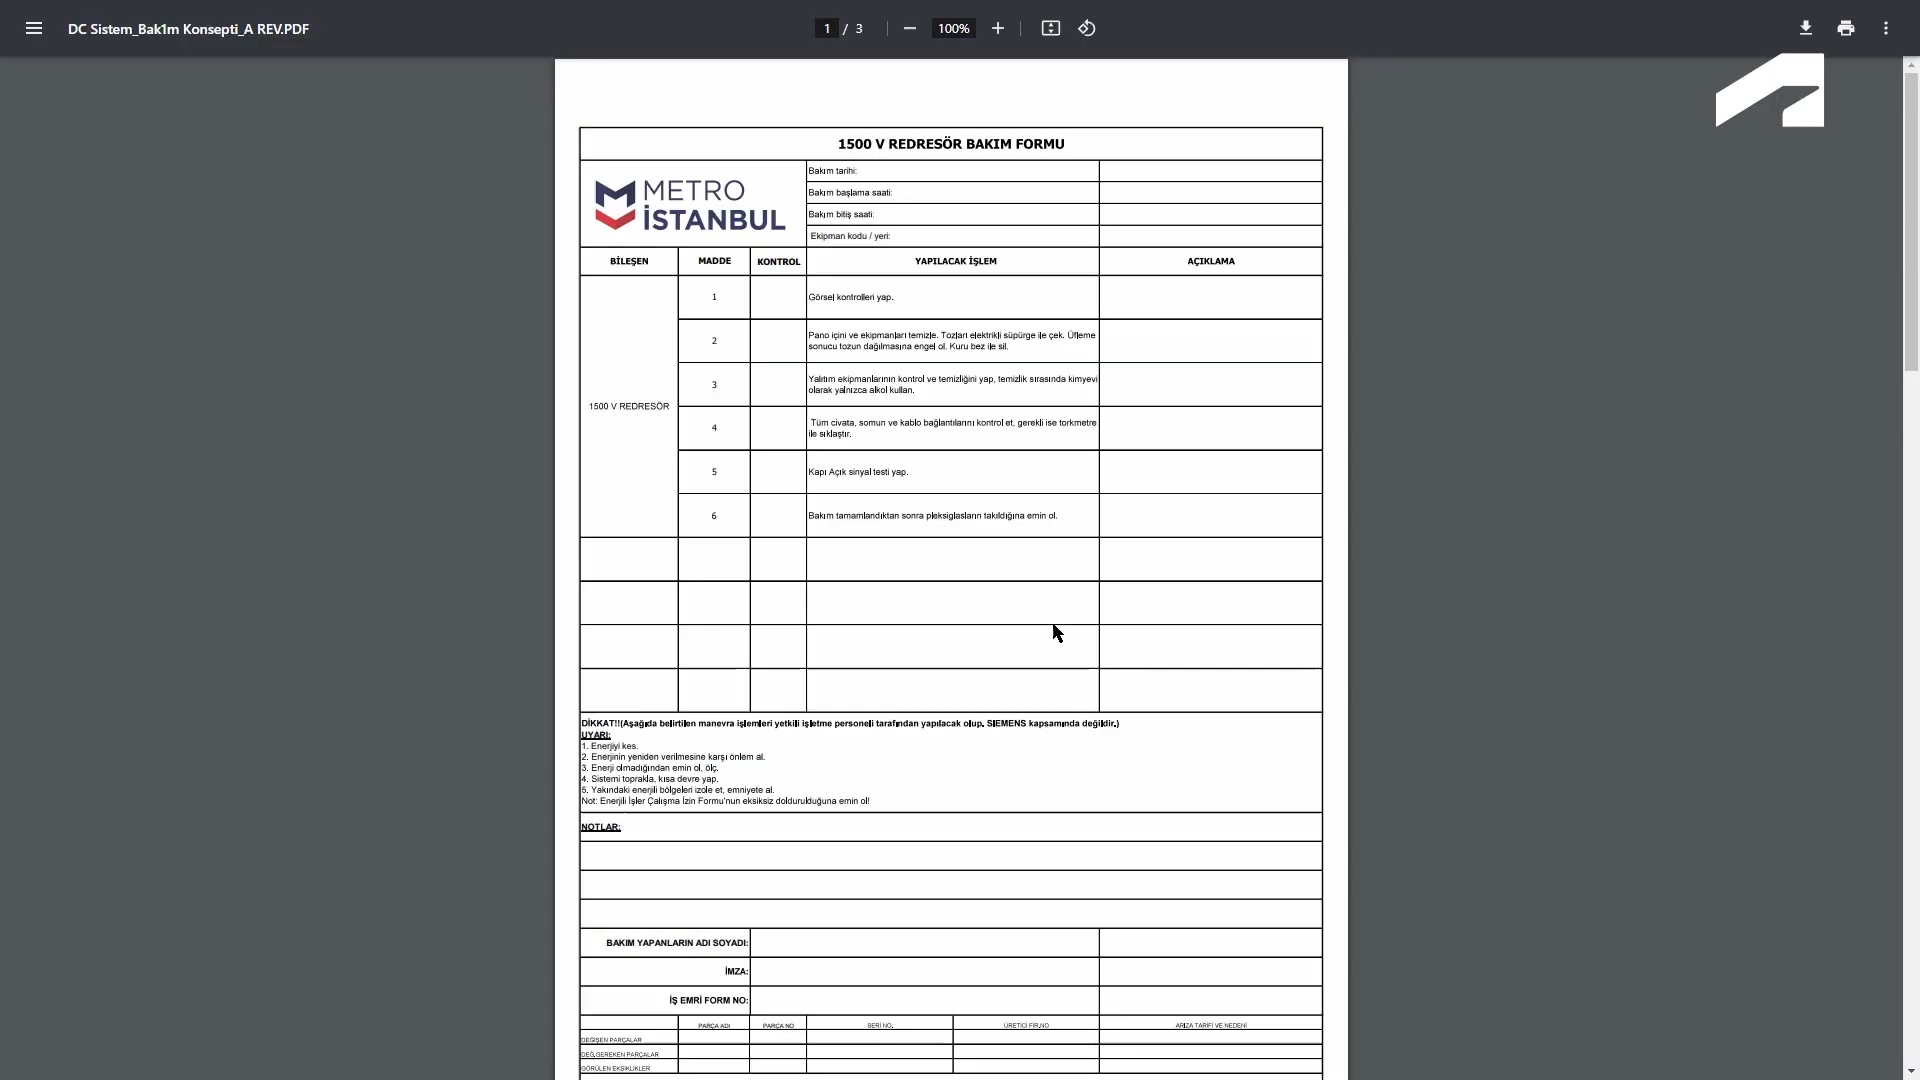 DC Sistem_Bak1m Konsepti_A REV.PDF
1 / 3
100%
1500 V REDRESÖR BAKIM FORMU
METRO
İSTANBUL
Bakım tarihi:
Bakım başlama saati:
Bakım bitiş saati:
Ekipman kodu / yeri:
BİLEŞEN MADDE KONTROL YAPILACAK İŞLEM AÇIKLAMA
1500 V REDRESÖR
1 Görsel kontrolleri yap.
2 Pano içini ve ekipmanları temizle. Tozları elektrikli süpürge ile çek. Üfleme
sonucu tozun dağılmasına engel ol. Kuru bez ile sil.
3 Yalıtım ekipmanlarının kontrol ve temizliğini yap, temizlik sırasında kimyevi
olarak yalnızca alkol kullan.
4 Tüm civata, somun ve kablo bağlantılarını kontrol et, gerekli ise torkmetre
ile sıklaştır.
5 Kapı Açık sinyal testi yap.
6 Bakım tamamlandıktan sonra pleksiglasların takıldığına emin ol.
DİKKAT!!(Aşağıda belirtilen manevra işlemleri yetkili işletme personeli tarafından yapılacak olup, SIEMENS kapsamında değildir.)
UYARI:
1. Enerjiyi kes.
2. Enerjinin yeniden verilmesine karşı önlem al.
3. Enerji olmadığından emin ol, ölç.
4. Sistemi toprakla, kısa devre yap.
5. Yakındaki enerjili bölgeleri izole et, emniyete al.
Not: Enerjili İşler Çalışma İzin Formu'nun eksiksiz doldurulduğuna emin ol!
NOTLAR:
BAKIM YAPANLARIN ADI SOYADI:
İMZA:
İŞ EMRİ FORM NO:
PARÇA ADI PARÇA NO SERİ NO. ÜRETİCİ FİR.NO ARIZA TARİFİ VE NEDENİ
DEĞİŞEN PARÇALAR
DEĞ.GEREKEN PARÇALAR
GÖRÜLEN EKSİKLİKLER